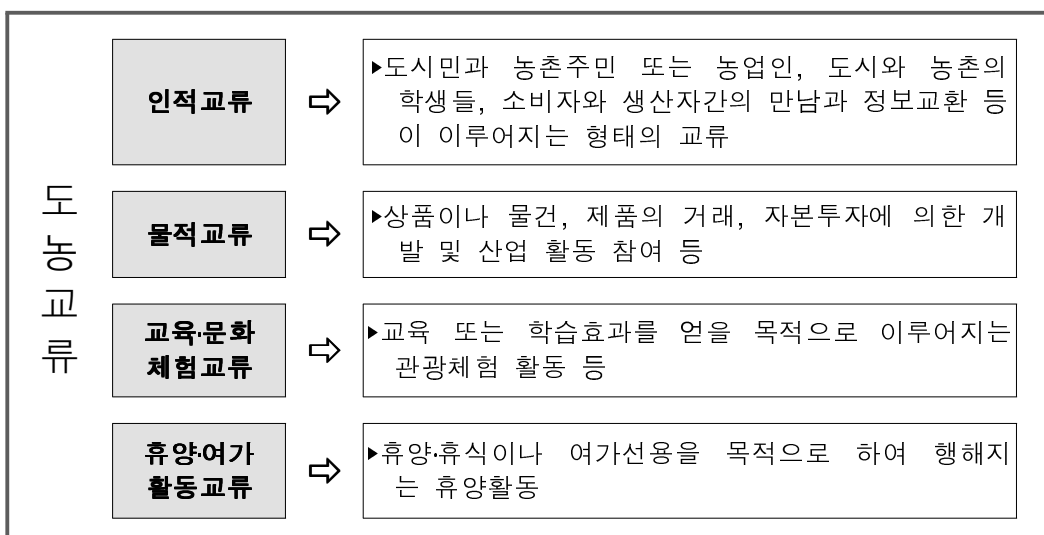 도농교류
인적교류
⇨
▶도시민과 농촌주민 또는 농업인, 도시와 농촌의
학생들, 소비자와 생산자간의 만남과 정보교환 등
이 이루어지는 형태의 교류
물적교류
⇨
▶상품이나 물건, 제품의 거래, 자본투자에 의한 개
발 및 산업 활동 참여 등
교육·문화
체험교류
⇨
▶교육 또는 학습효과를 얻을 목적으로 이루어지는
관광체험 활동 등
휴양·여가
활동교류
⇨
▶휴양·휴식이나 여가선용을 목적으로 하여 행해지
는 휴양활동